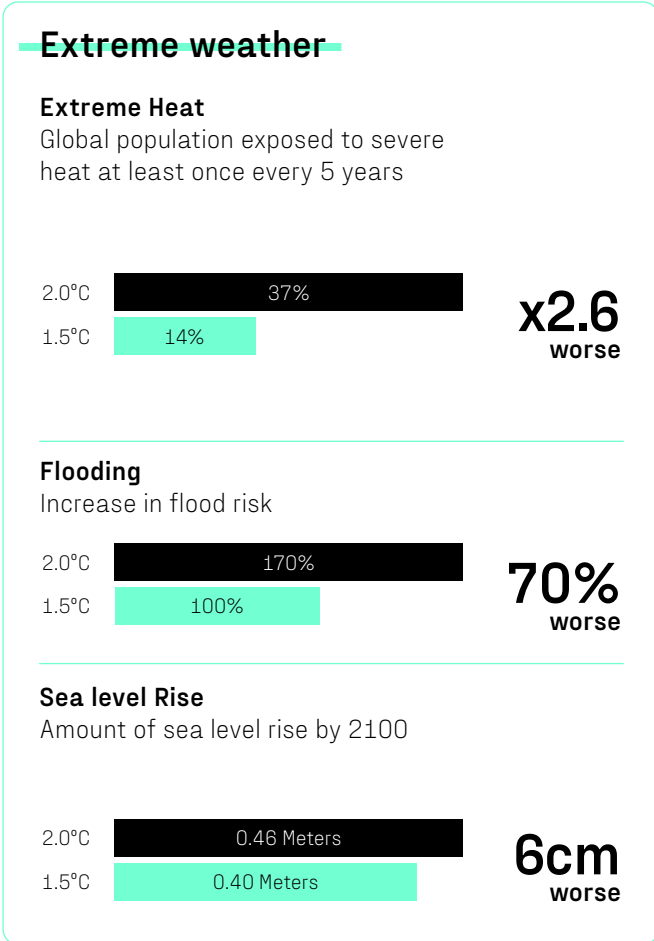 Extreme weather
Extreme Heat
Global population exposed to severe
heat at least once every 5 years
2.0°C
37%
1.5°C
14%
x2.6
worse
Flooding
Increase in flood risk
2.0°C
170%
1.5°C
100%
70%
worse
Sea level Rise
Amount of sea level rise by 2100
2.0°C
0.46 Meters
1.5°C
0.40 Meters
6cm
worse